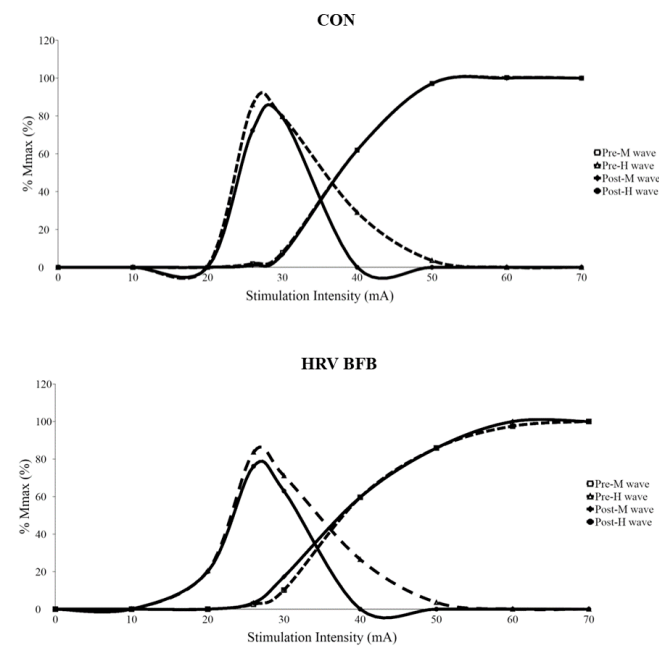 CON
120
100
80
60
40
20
0
% Mmax (%)
0 10 20 30 40 50 60 70
Stimulation Intensity (mA)
Pre-M wave
Pre-H wave
Post-M wave
Post-H wave
HRV BFB
120
100
80
60
40
20
0
% Mmax (%)
0 10 20 30 40 50 60 70
Stimulation Intensity (mA)
Pre-M wave
Pre-H wave
Post-M wave
Post-H wave